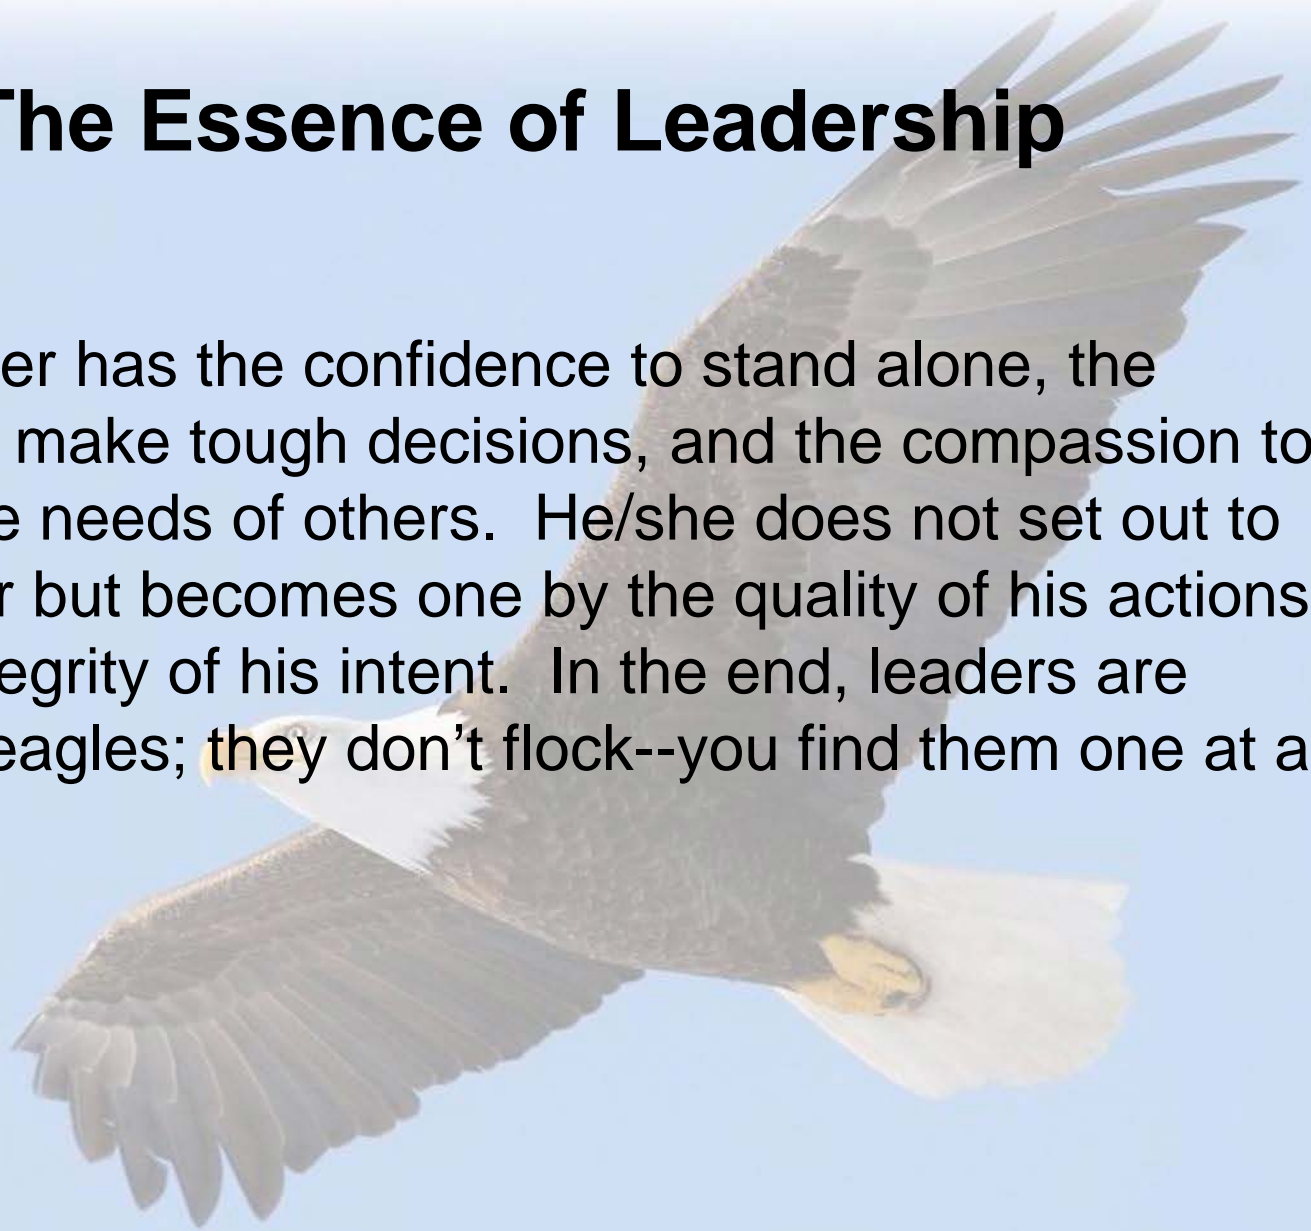 The Essence of Leadership
er has the confidence to stand alone, the
make tough decisions, and the compassion to
e needs of others. He/she does not set out to
r but becomes one by the quality of his actions
egrity of his intent. In the end, leaders are
eagles; they don’t flock--you find them one at a